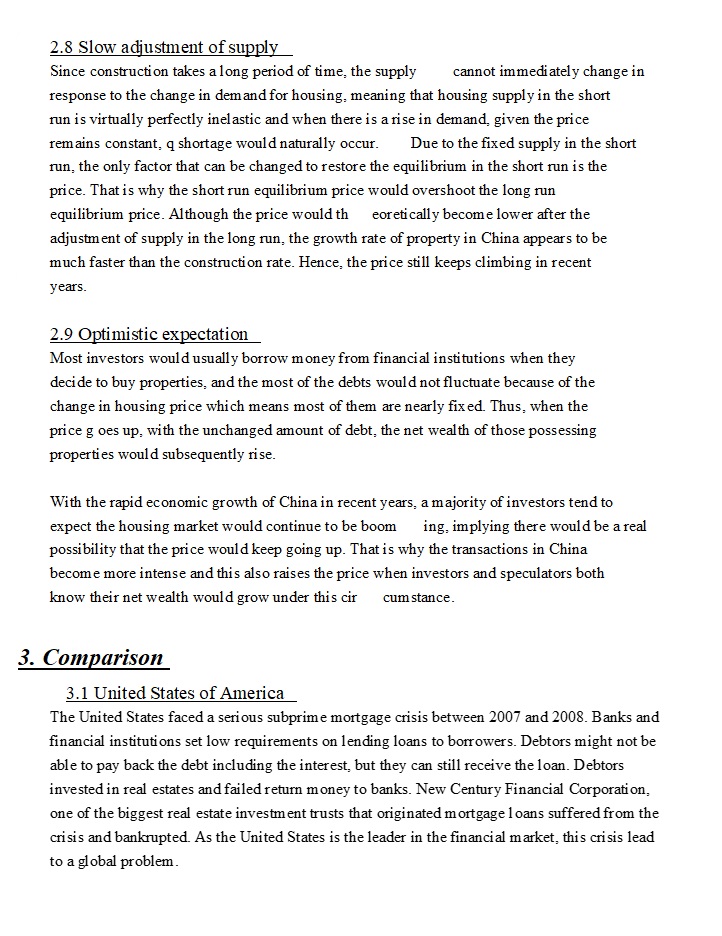 2.8 Slow adjustment of supply
Since construction takes a long period of time, the supply cannot immediately change in
response to the change in demand for housing, meaning that housing supply in the short
run is virtually perfectly inelastic and when there is a rise in demand, given the price
remains constant, q shortage would naturally occur. Due to the fixed supply in the short
run, the only factor that can be changed to restore the equilibrium in the short run is the
price. That is why the short run equilibrium price would overshoot the long run
equilibrium price. Although the price would th eoretically become lower after the
adjustment of supply in the long run, the growth rate of property in China appears to be
much faster than the construction rate. Hence, the price still keeps climbing in recent
years.
2.9 Optimistic expectation
Most investors would usually borrow money from financial institutions when they
decide to buy properties, and the most of the debts would not fluctuate because of the
change in housing price which means most of them are nearly fixed. Thus, when the
price g oes up, with the unchanged amount of debt, the net wealth of those possessing
properties would subsequently rise.
With the rapid economic growth of China in recent years, a majority of investors tend to
expect the housing market would continue to be boom ing, implying there would be a real
possibility that the price would keep going up. That is why the transactions in China
become more intense and this also raises the price when investors and speculators both
know their net wealth would grow under this cir cumstance.
3. Comparison
3.1 United States of America
The United States faced a serious subprime mortgage crisis between 2007 and 2008. Banks and
financial institutions set low requirements on lending loans to borrowers. Debtors might not be
able to pay back the debt including the interest, but they can still receive the loan. Debtors
invested in real estates and failed return money to banks. New Century Financial Corporation,
one of the biggest real estate investment trusts that originated mortgage loans suffered from the
crisis and bankrupted. As the United States is the leader in the financial market, this crisis lead
to a global problem.